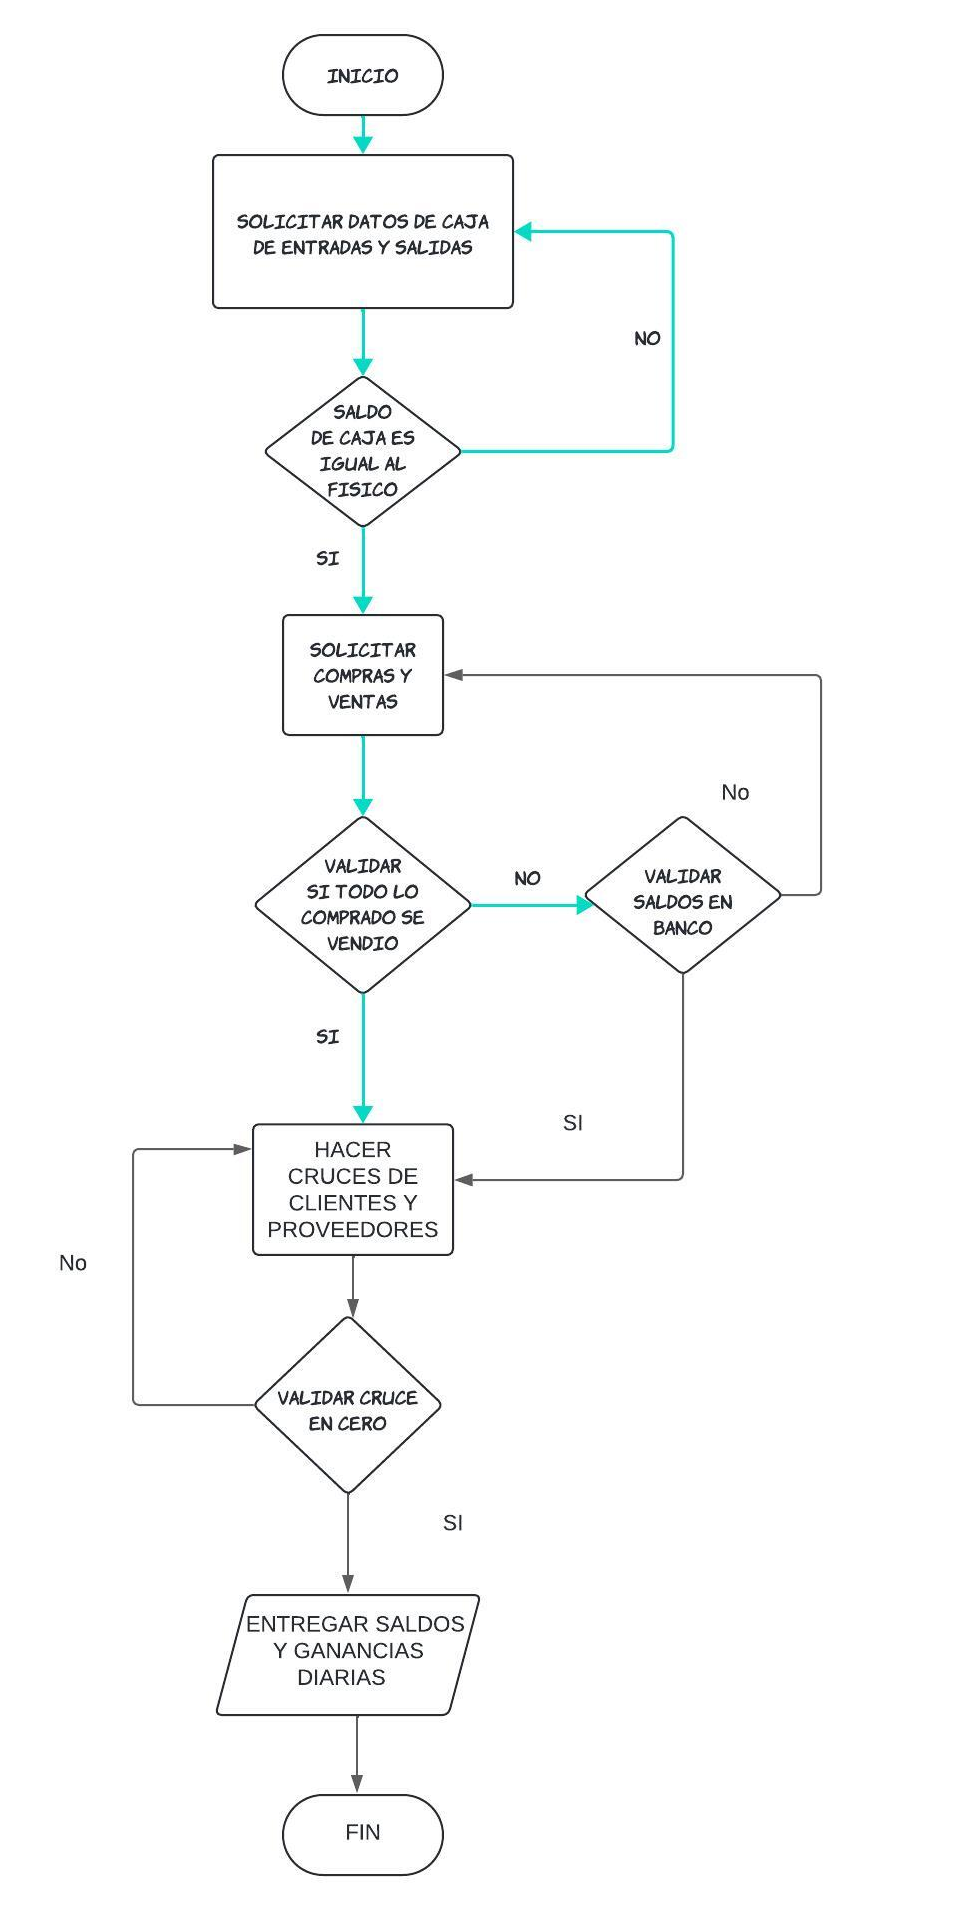 INICIO
SOLICITAR DATOS DE CAJA
DE ENTRADAS Y SALIDAS
NO
SALDO
DE CAJA ES
IGUAL AL
FISICO
SI
SOLICITAR
COMPRAS Y
VENTAS
No
VALIDAR
SI TODO LO
COMPRADO SE
VENDIO
NO
VALIDAR
SALDOS EN
BANCO
SI
SI
HACER
CRUCES DE
CLIENTES Y
PROVEEDORES
No
VALIDAR CRUCE
EN CERO
SI
ENTREGAR SALDOS
Y GANANCIAS
DIARIAS
FIN